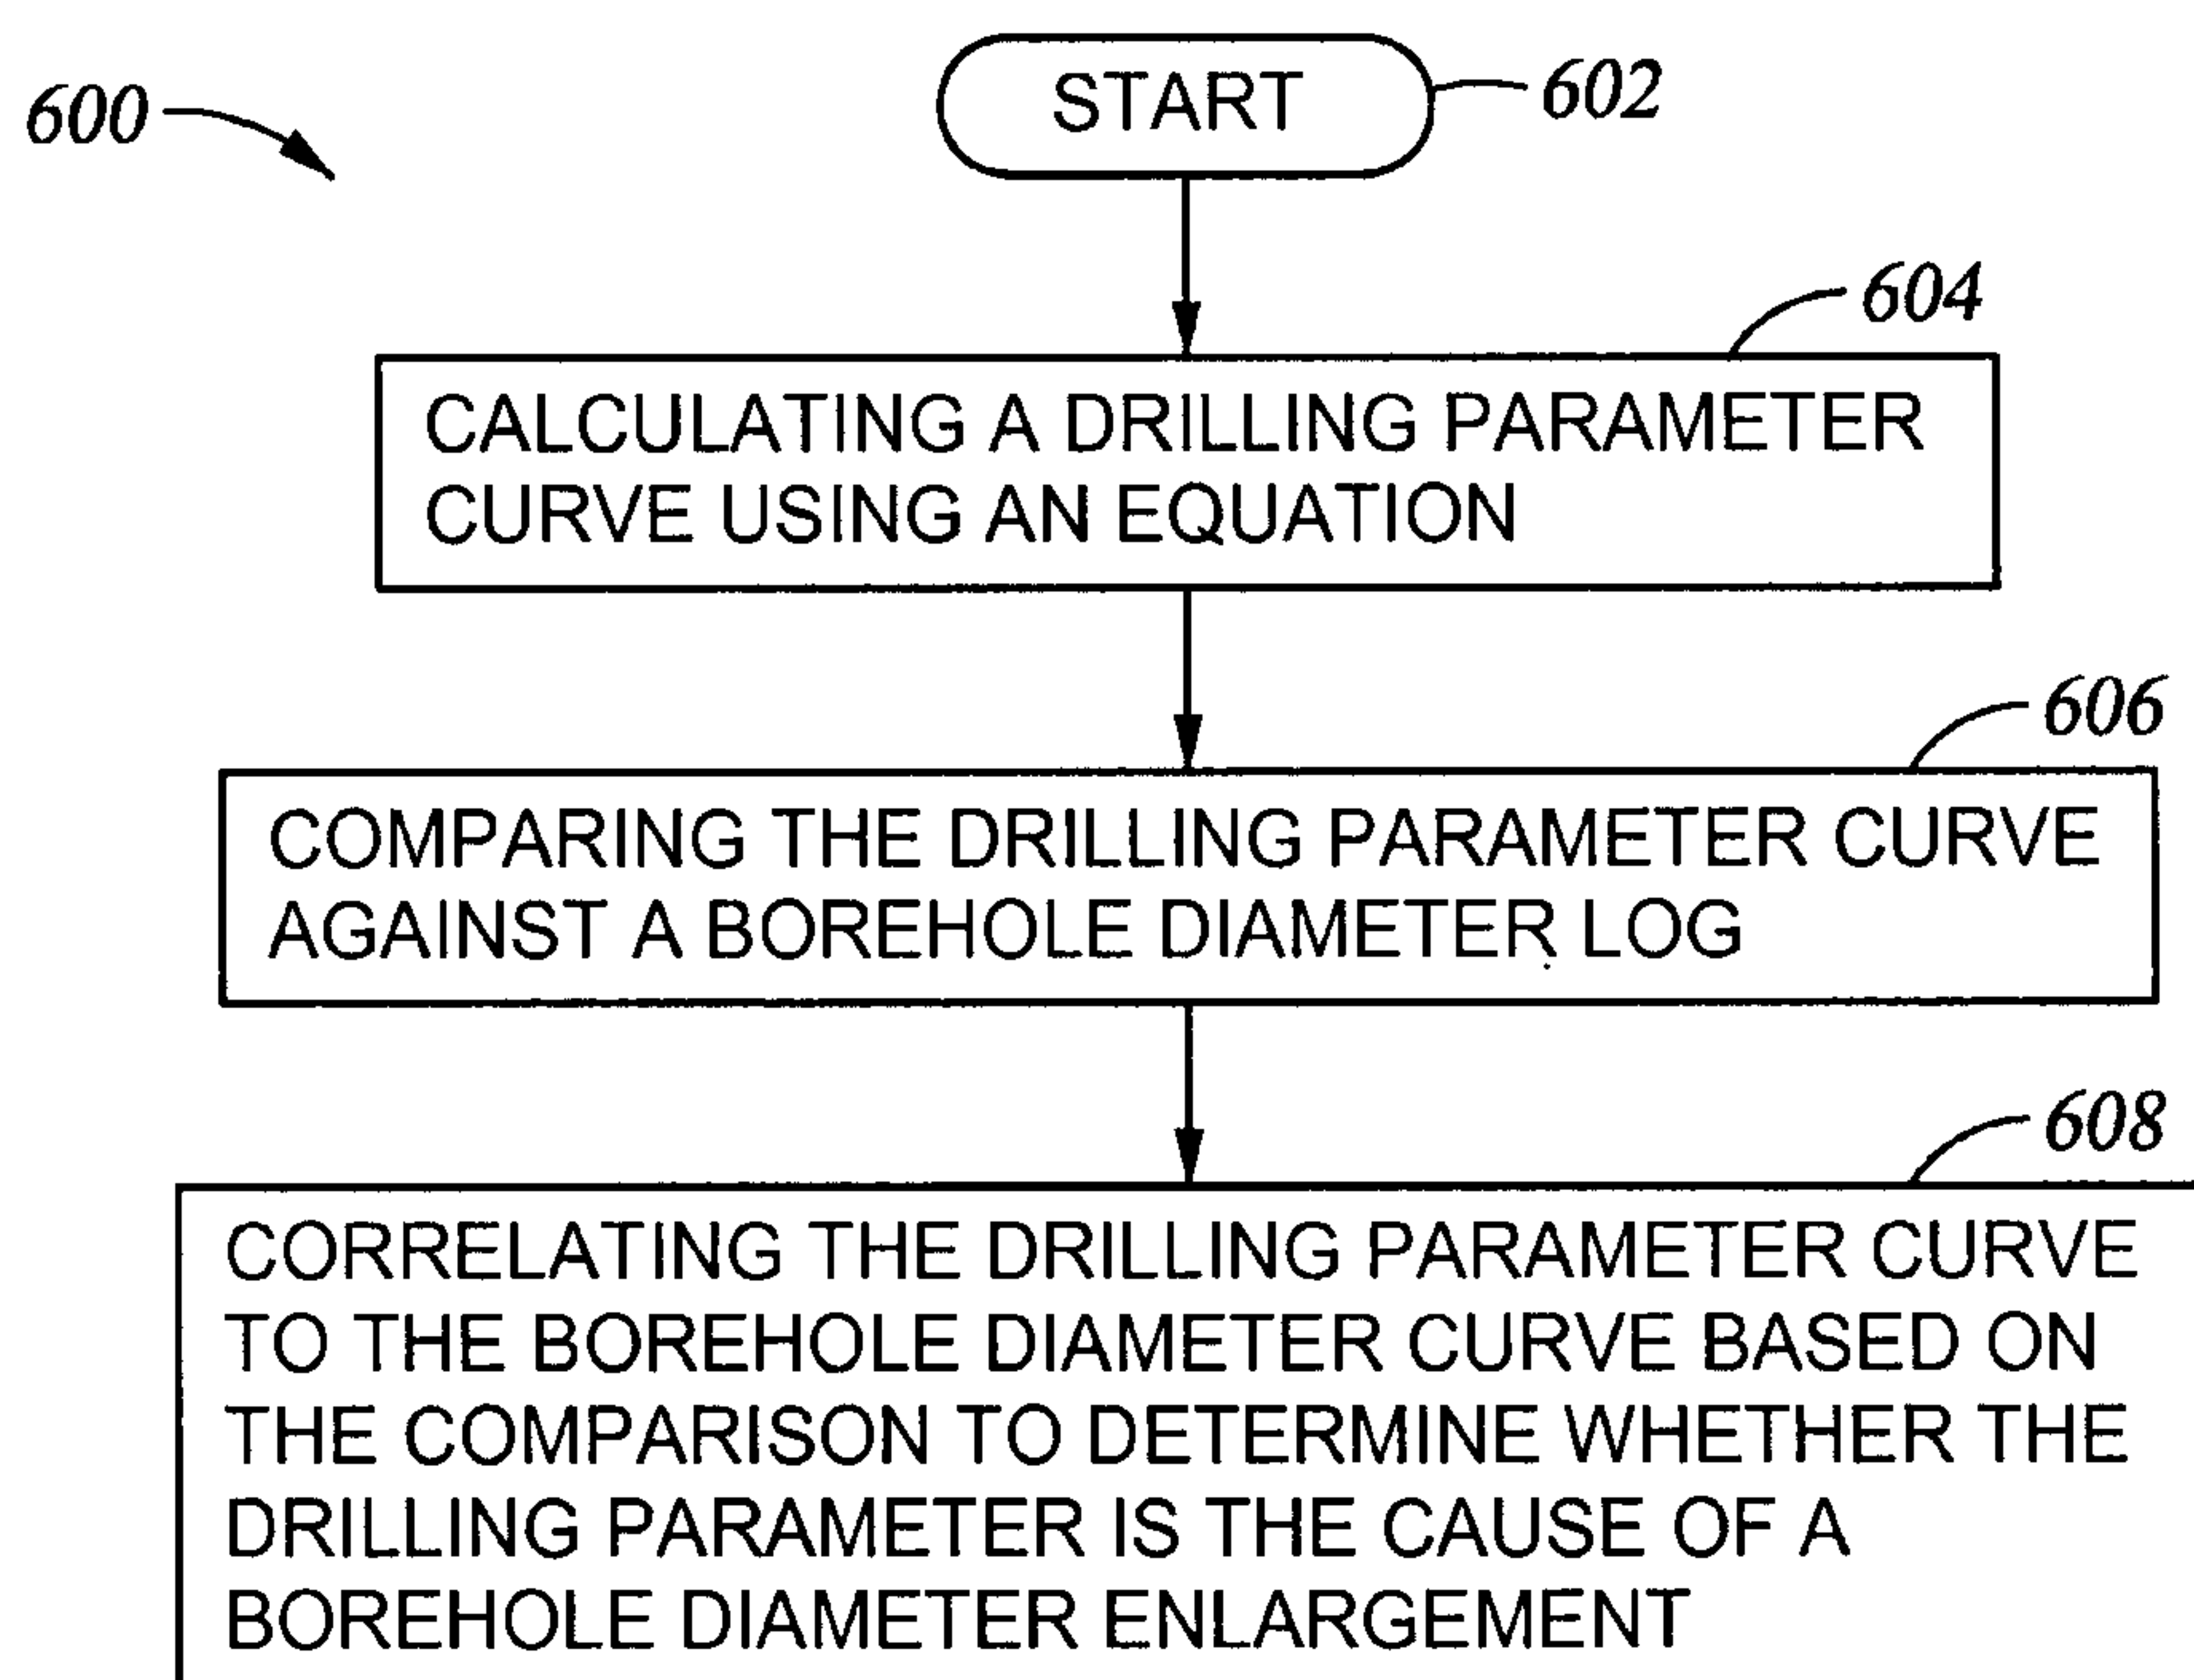 600
START
602
604
CALCULATING A DRILLING PARAMETER
CURVE USING AN EQUATION
606
COMPARING THE DRILLING PARAMETER CURVE
AGAINST A BOREHOLE DIAMETER LOG
608
CORRELATING THE DRILLING PARAMETER CURVE
TO THE BOREHOLE DIAMETER CURVE BASED ON
THE COMPARISON TO DETERMINE WHETHER THE
DRILLING PARAMETER IS THE CAUSE OF A
BOREHOLE DIAMETER ENLARGEMENT